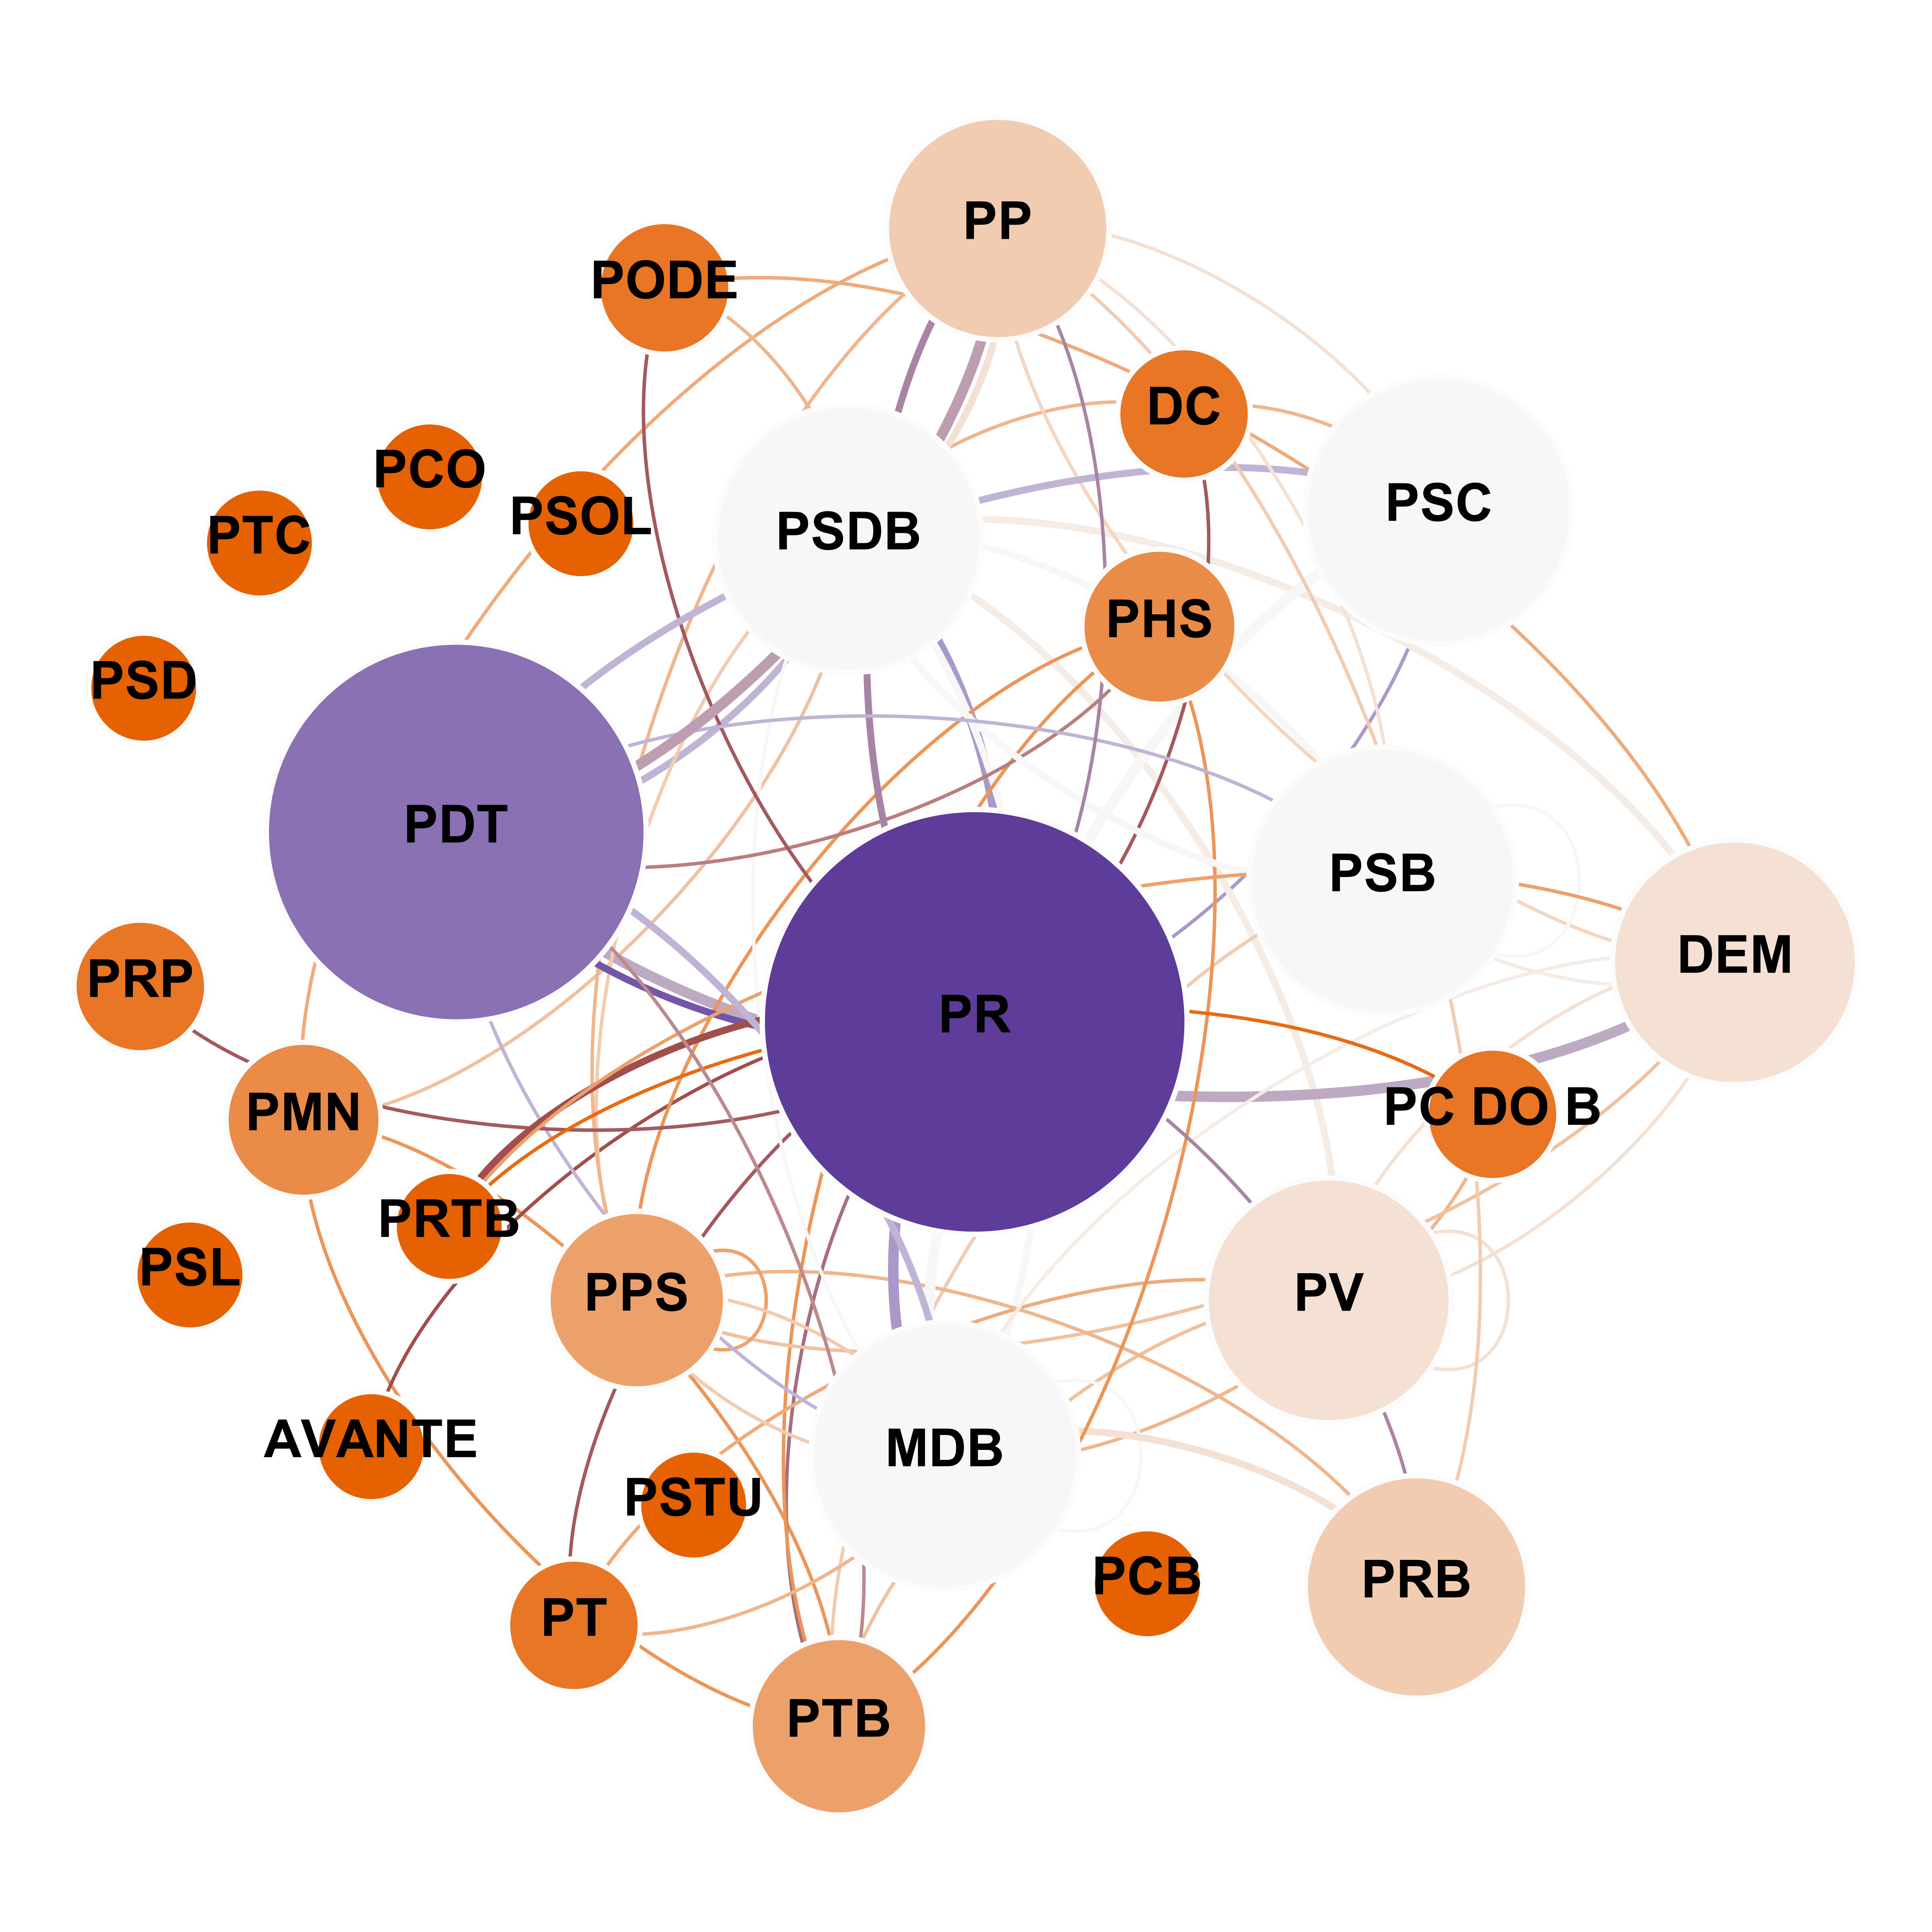 PP
PODE
DC
PCO
PSOL
PSC
PTC
PSDB
PHS
PSD
PDT
PSB
DEM
PRP
PR
PMN
PC DO B
PRTB
PSL
PPS
PV
AVANTE
MDB
PSTU
PCB
PRB
PT
PTB